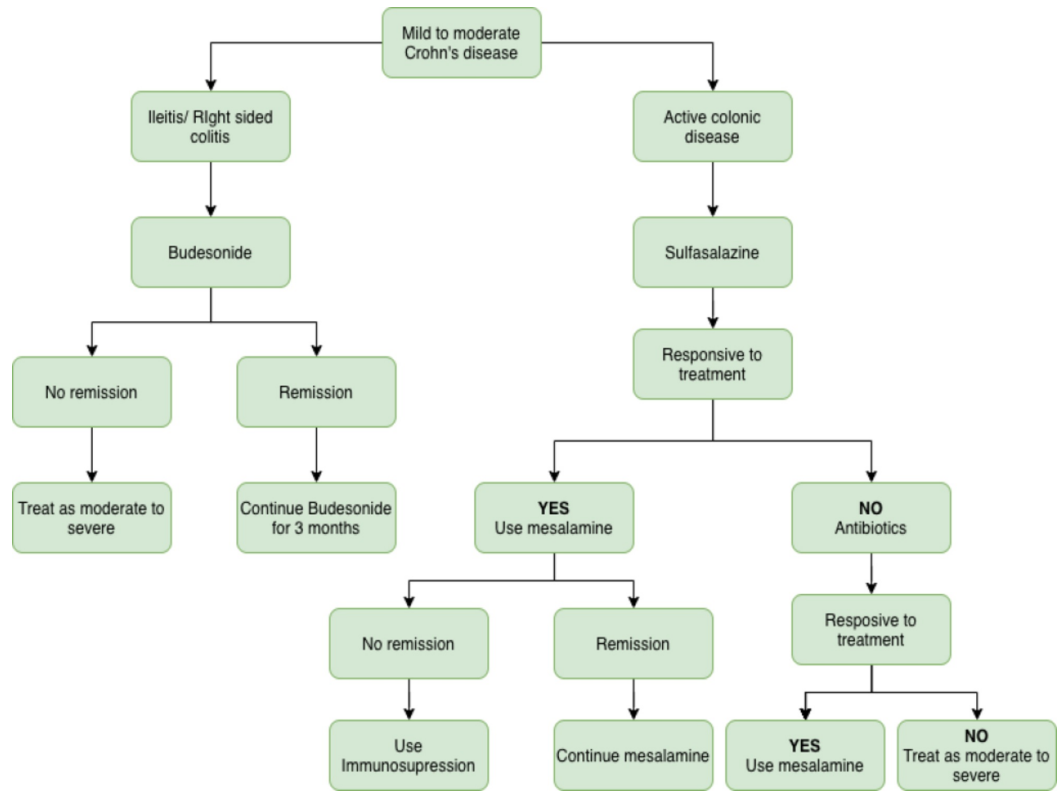 Mild to moderate
Crohn's disease
Ileitis/ RIght sided
colitis
Active colonic
disease
Budesonide
Sulfasalazine
Responsive to
treatment
No remission
Remission
Treat as moderate to
severe
Continue Budesonide
for 3 months
YES
Use mesalamine
NO
Antibiotics
No remission
Remission
Resposive to
treatment
Use
Immunosupression
Continue mesalamine
YES
Use mesalamine
NO
Treat as moderate to
severe